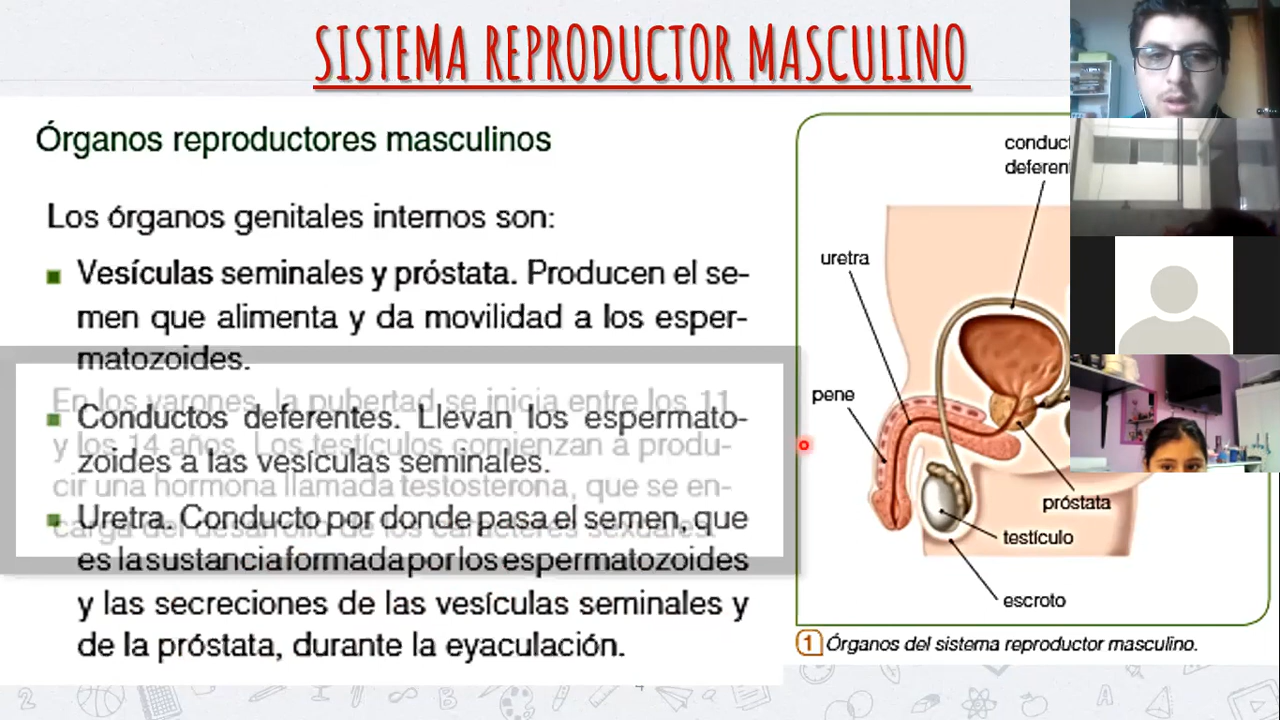 SISTEMA REPRODUCTOR MASCULINO
Órganos reproductores masculinos
Los órganos genitales internos son:
Vesículas seminales y próstata. Producen el se-
men que alimenta y da movilidad a los esper-
matozoides.
En los varones, la pubertad se inicia entre los 11
Conductos deferentes. Llevan los espermato-
y los 14 años. Los testículos comienzan a produ-
zoides a las vesículas seminales.
cir una hormona llamada testosterona, que se en-
Uretra. Conducto por donde pasa el semen, que
carga del desarrollo de los caracteres sexuales
es la sustancia formada por los espermatozoides
y las secreciones de las vesículas seminales y
de la próstata, durante la eyaculación.
conduct
deferen
uretra
pene
próstata
testículo
escroto
1 Órganos del sistema reproductor masculino.
4